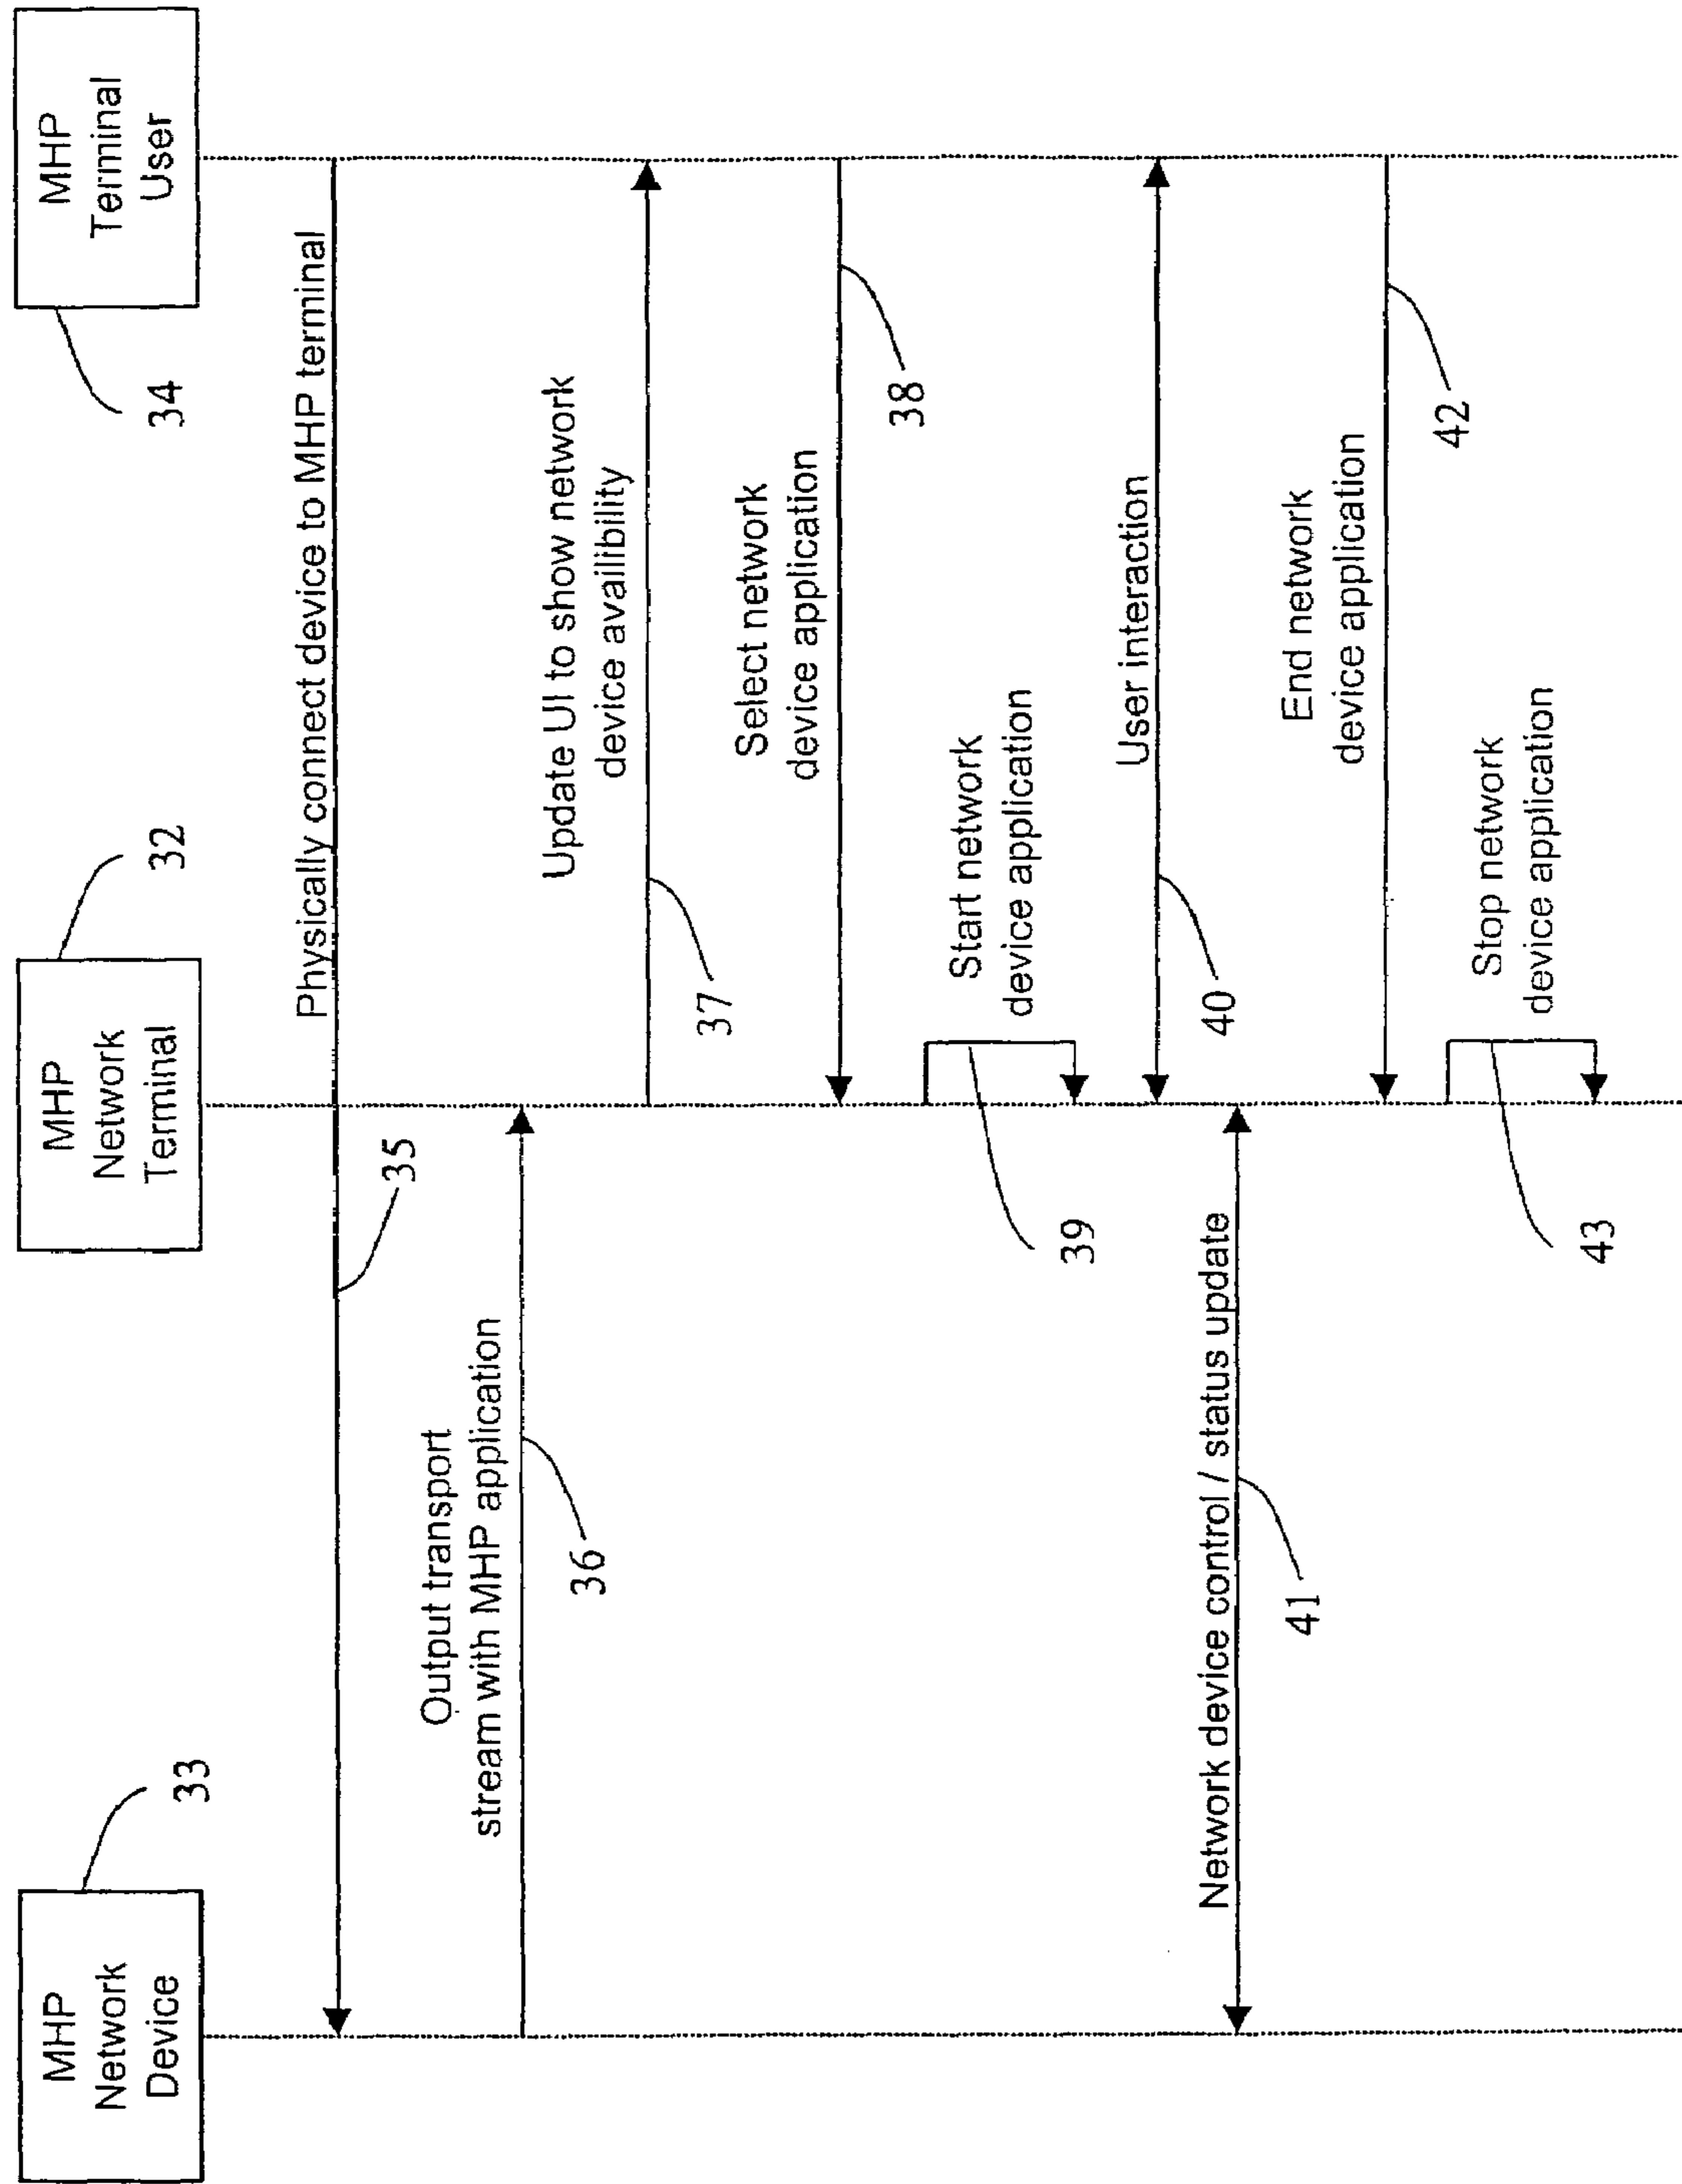 MHP
Network
Device
33
MHP
Network
Terminal
32
MHP
Terminal
User
34
Physically connect device to MHP terminal
35
Output transport
stream with MHP application
36
Update UI to show network
device availibility
37
Select network
device application
38
Start network
device application
39
User interaction
40
Network device control / status update
41
End network
device application
42
Stop network
device application
43